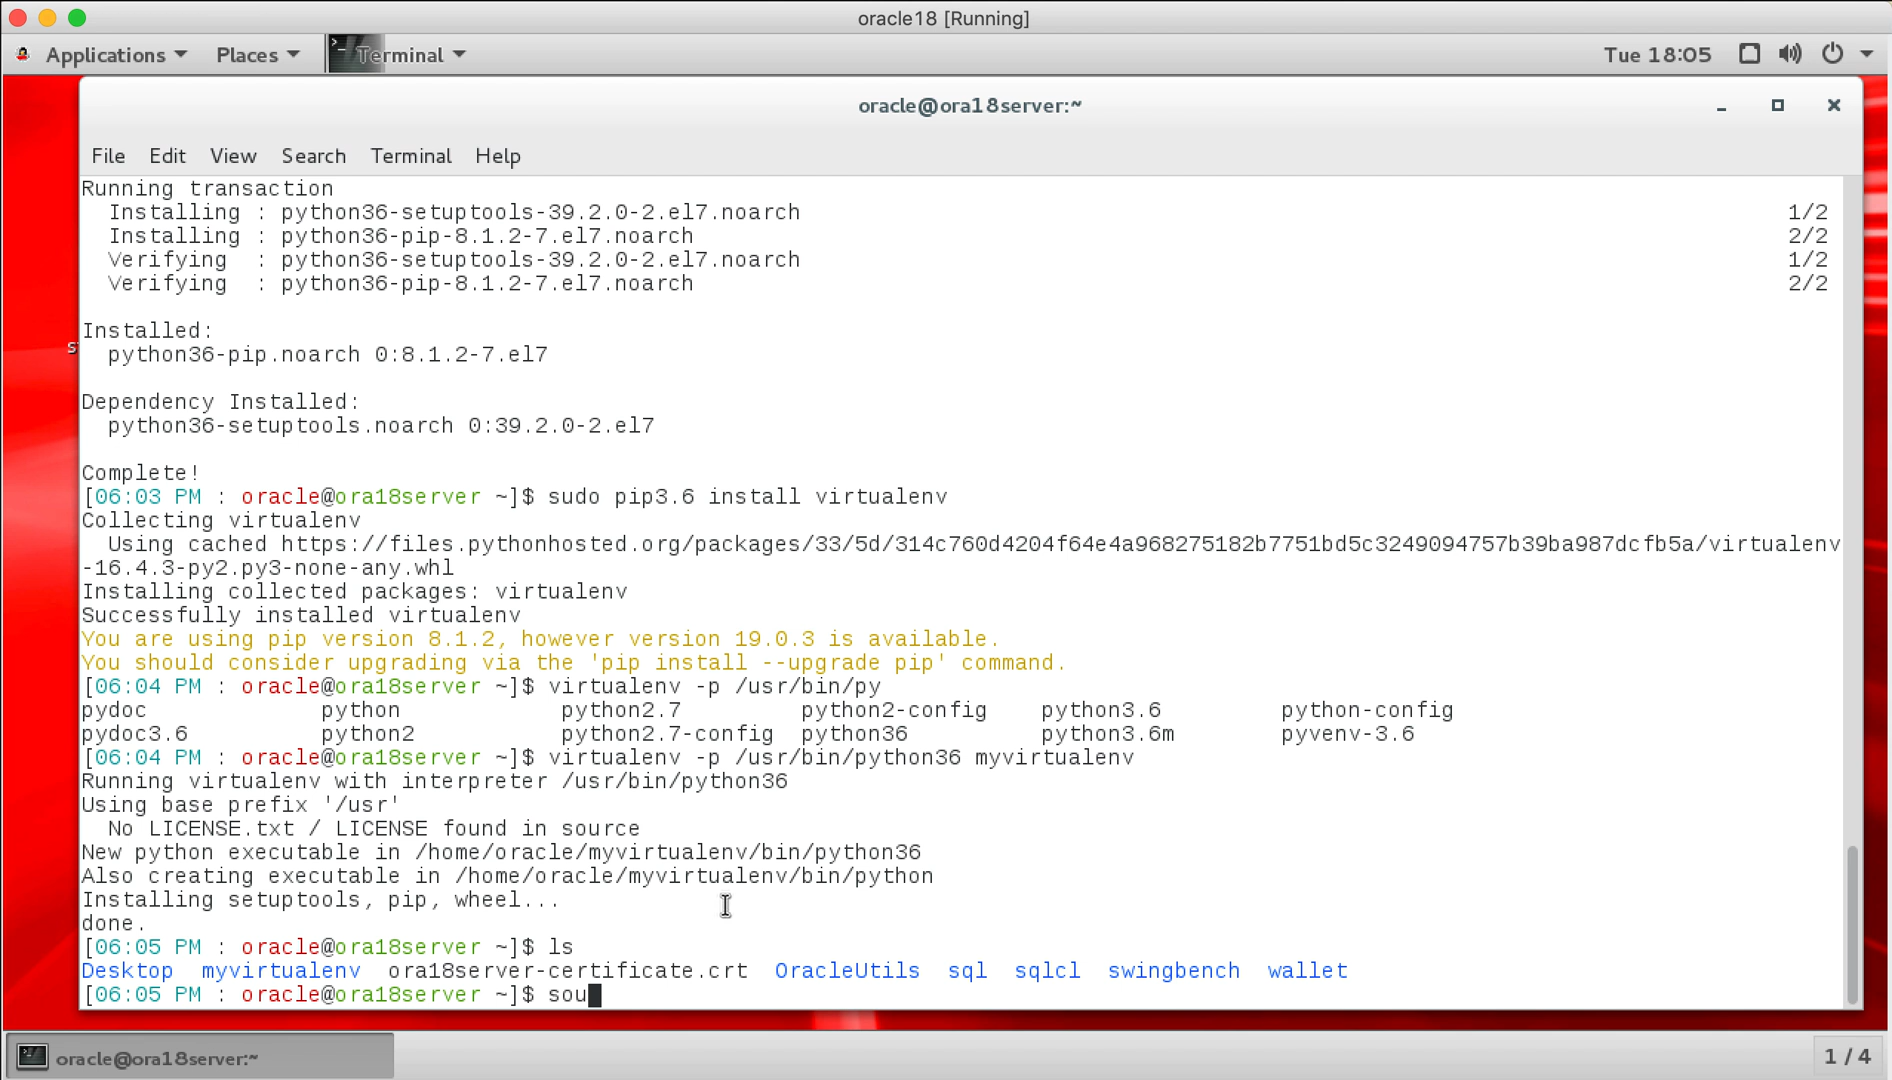 oracle18 [Running]
Applications Places Terminal Tue 18:05
oracle@ora18server:~
File Edit View Search Terminal Help
Running transaction
  Installing : python36-setuptools-39.2.0-2.el7.noarch 1/2
  Installing : python36-pip-8.1.2-7.el7.noarch 2/2
  Verifying  : python36-setuptools-39.2.0-2.el7.noarch 1/2
  Verifying  : python36-pip-8.1.2-7.el7.noarch 2/2
Installed:
  python36-pip.noarch 0:8.1.2-7.el7
Dependency Installed:
  python36-setuptools.noarch 0:39.2.0-2.el7
Complete!
[06:03 PM : oracle@ora18server ~]$ sudo pip3.6 install virtualenv
Collecting virtualenv
  Using cached https://files.pythonhosted.org/packages/33/5d/314c760d4204f64e4a968275182b7751bd5c3249094757b39ba987dcfb5a/virtualenv
-16.4.3-py2.py3-none-any.whl
Installing collected packages: virtualenv
Successfully installed virtualenv
You are using pip version 8.1.2, however version 19.0.3 is available.
You should consider upgrading via the 'pip install --upgrade pip' command.
[06:04 PM : oracle@ora18server ~]$ virtualenv -p /usr/bin/py
pydoc python python2.7 python2-config python3.6 python-config
pydoc3.6 python2 python2.7-config python36 python3.6m pyvenv-3.6
[06:04 PM : oracle@ora18server ~]$ virtualenv -p /usr/bin/python36 myvirtualenv
Running virtualenv with interpreter /usr/bin/python36
Using base prefix '/usr'
  No LICENSE.txt / LICENSE found in source
New python executable in /home/oracle/myvirtualenv/bin/python36
Also creating executable in /home/oracle/myvirtualenv/bin/python
Installing setuptools, pip, wheel...
done.
[06:05 PM : oracle@ora18server ~]$ ls
Desktop myvirtualenv ora18server-certificate.crt OracleUtils sql sqlcl swingbench wallet
[06:05 PM : oracle@ora18server ~]$ sou
oracle@ora18server:~ 1 / 4